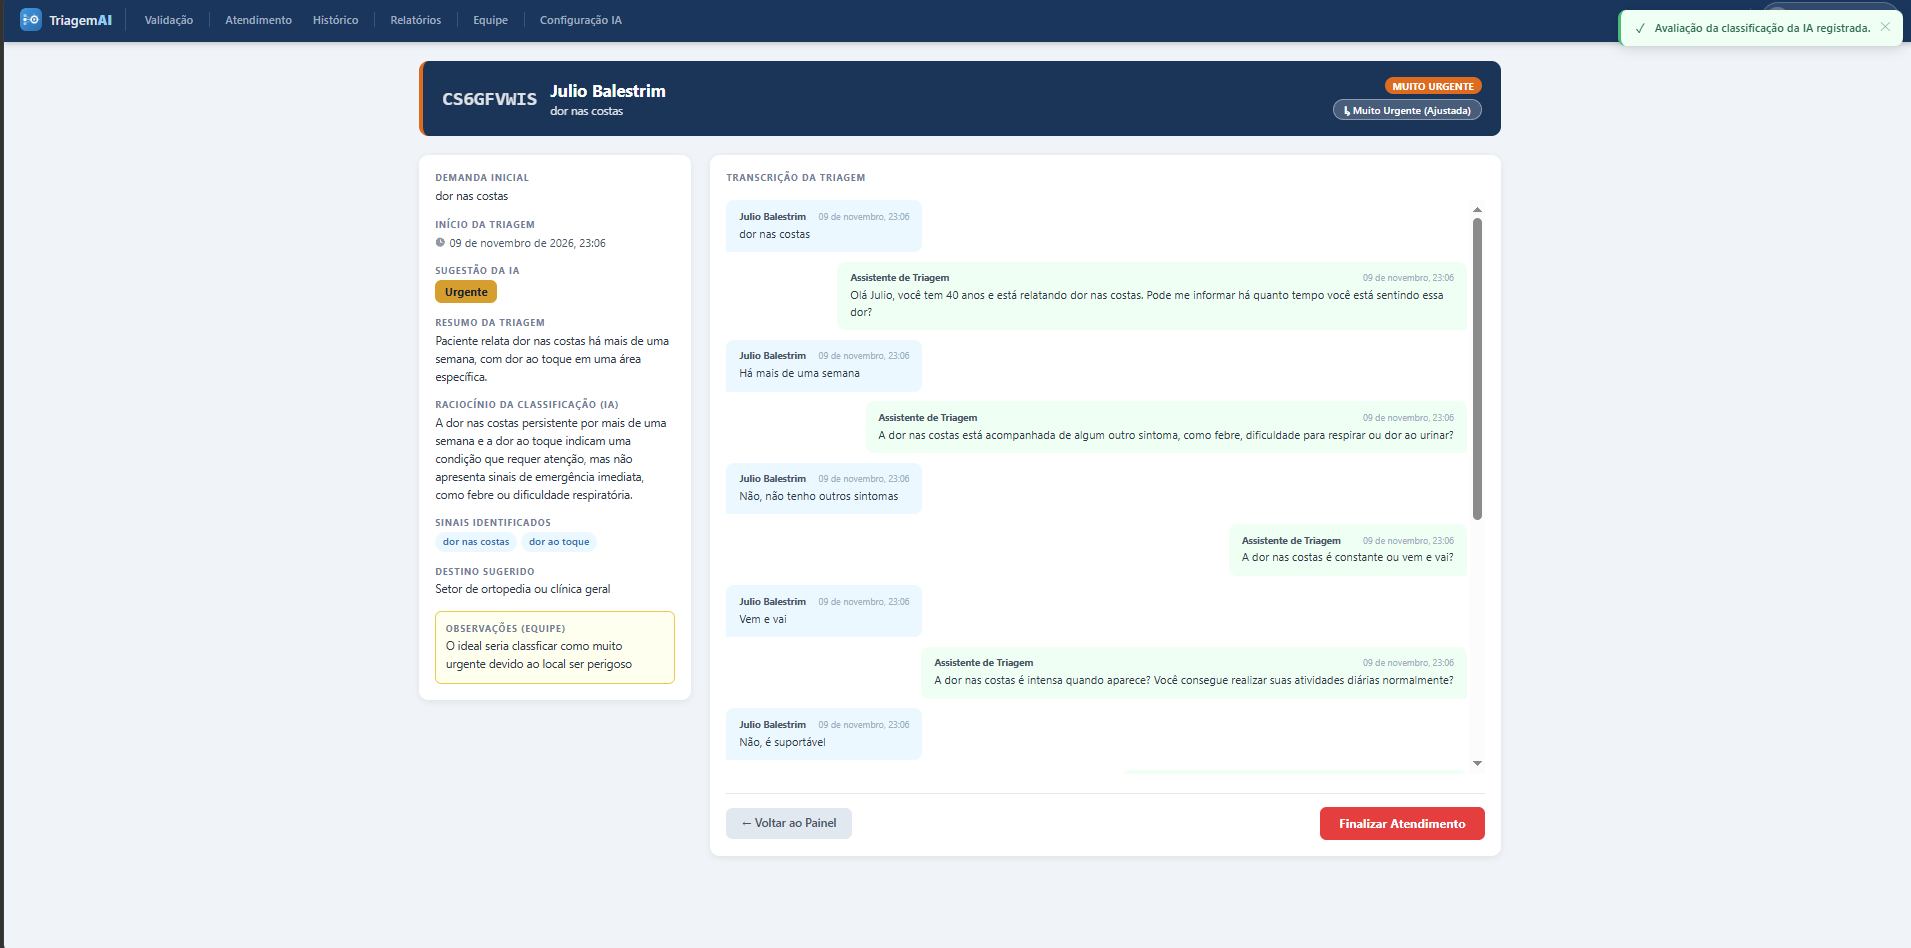 TriagemAI
Validação
Atendimento
Histórico
Relatórios
Equipe
Configuração IA
✓ Avaliação da classificação da IA registrada. ×
CS6GFVWIS
Julio Balestrim
dor nas costas
MUITO URGENTE
↳ Muito Urgente (Ajustada)
DEMANDA INICIAL
dor nas costas
INÍCIO DA TRIAGEM
09 de novembro de 2026, 23:06
SUGESTÃO DA IA
Urgente
RESUMO DA TRIAGEM
Paciente relata dor nas costas há mais de uma
semana, com dor ao toque em uma área
específica.
RACIOCÍNIO DA CLASSIFICAÇÃO (IA)
A dor nas costas persistente por mais de uma
semana e a dor ao toque indicam uma
condição que requer atenção, mas não
apresenta sinais de emergência imediata,
como febre ou dificuldade respiratória.
SINAIS IDENTIFICADOS
dor nas costas
dor ao toque
DESTINO SUGERIDO
Setor de ortopedia ou clínica geral
OBSERVAÇÕES (EQUIPE)
O ideal seria classficar como muito
urgente devido ao local ser perigoso
TRANSCRIÇÃO DA TRIAGEM
Julio Balestrim 09 de novembro, 23:06
dor nas costas
Assistente de Triagem 09 de novembro, 23:06
Olá Julio, você tem 40 anos e está relatando dor nas costas. Pode me informar há quanto tempo você está sentindo essa
dor?
Julio Balestrim 09 de novembro, 23:06
Há mais de uma semana
Assistente de Triagem 09 de novembro, 23:06
A dor nas costas está acompanhada de algum outro sintoma, como febre, dificuldade para respirar ou dor ao urinar?
Julio Balestrim 09 de novembro, 23:06
Não, não tenho outros sintomas
Assistente de Triagem 09 de novembro, 23:06
A dor nas costas é constante ou vem e vai?
Julio Balestrim 09 de novembro, 23:06
Vem e vai
Assistente de Triagem 09 de novembro, 23:06
A dor nas costas é intensa quando aparece? Você consegue realizar suas atividades diárias normalmente?
Julio Balestrim 09 de novembro, 23:06
Não, é suportável
← Voltar ao Painel
Finalizar Atendimento